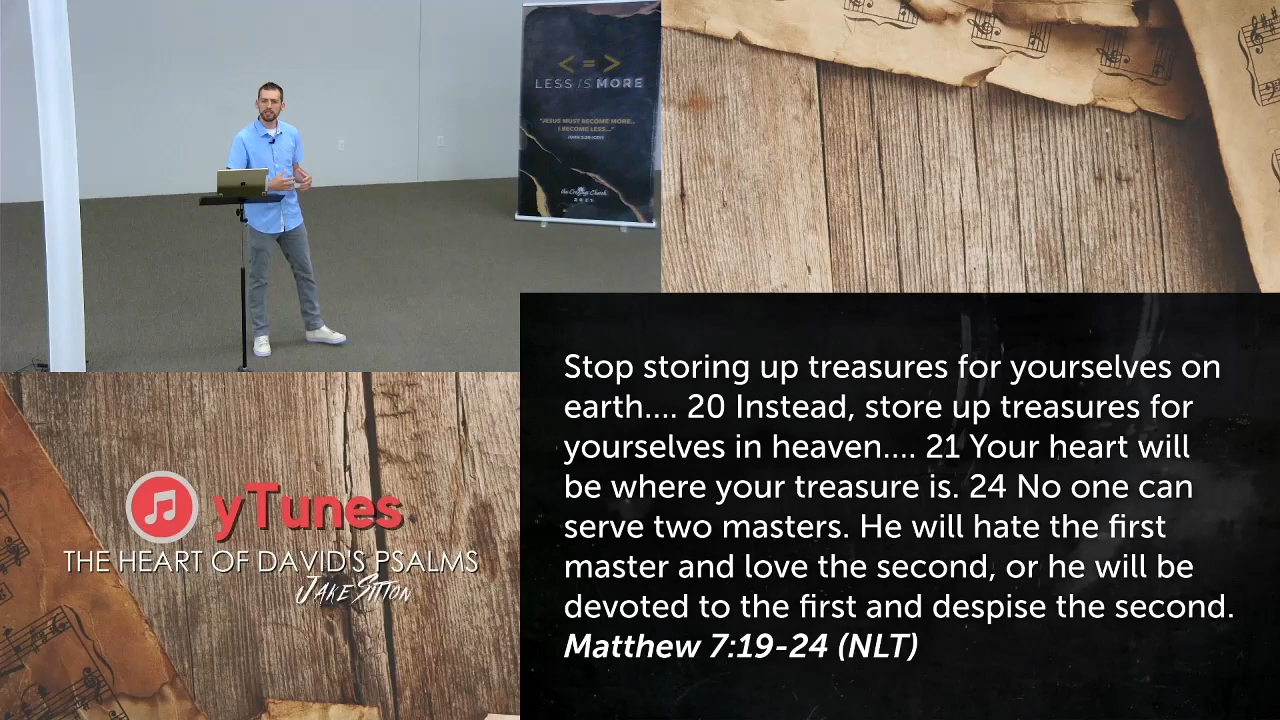 < = >
LESS IS MORE
"JESUS MUST BECOME MORE..
I BECOME LESS..."
2021
yTunes
THE HEART OF DAVID'S PSALMS
JAKE SITTON
Stop storing up treasures for yourselves on
earth.... 20 Instead, store up treasures for
yourselves in heaven.... 21 Your heart will
be where your treasure is. 24 No one can
serve two masters. He will hate the first
master and love the second, or he will be
devoted to the first and despise the second.
Matthew 7:19-24 (NLT)